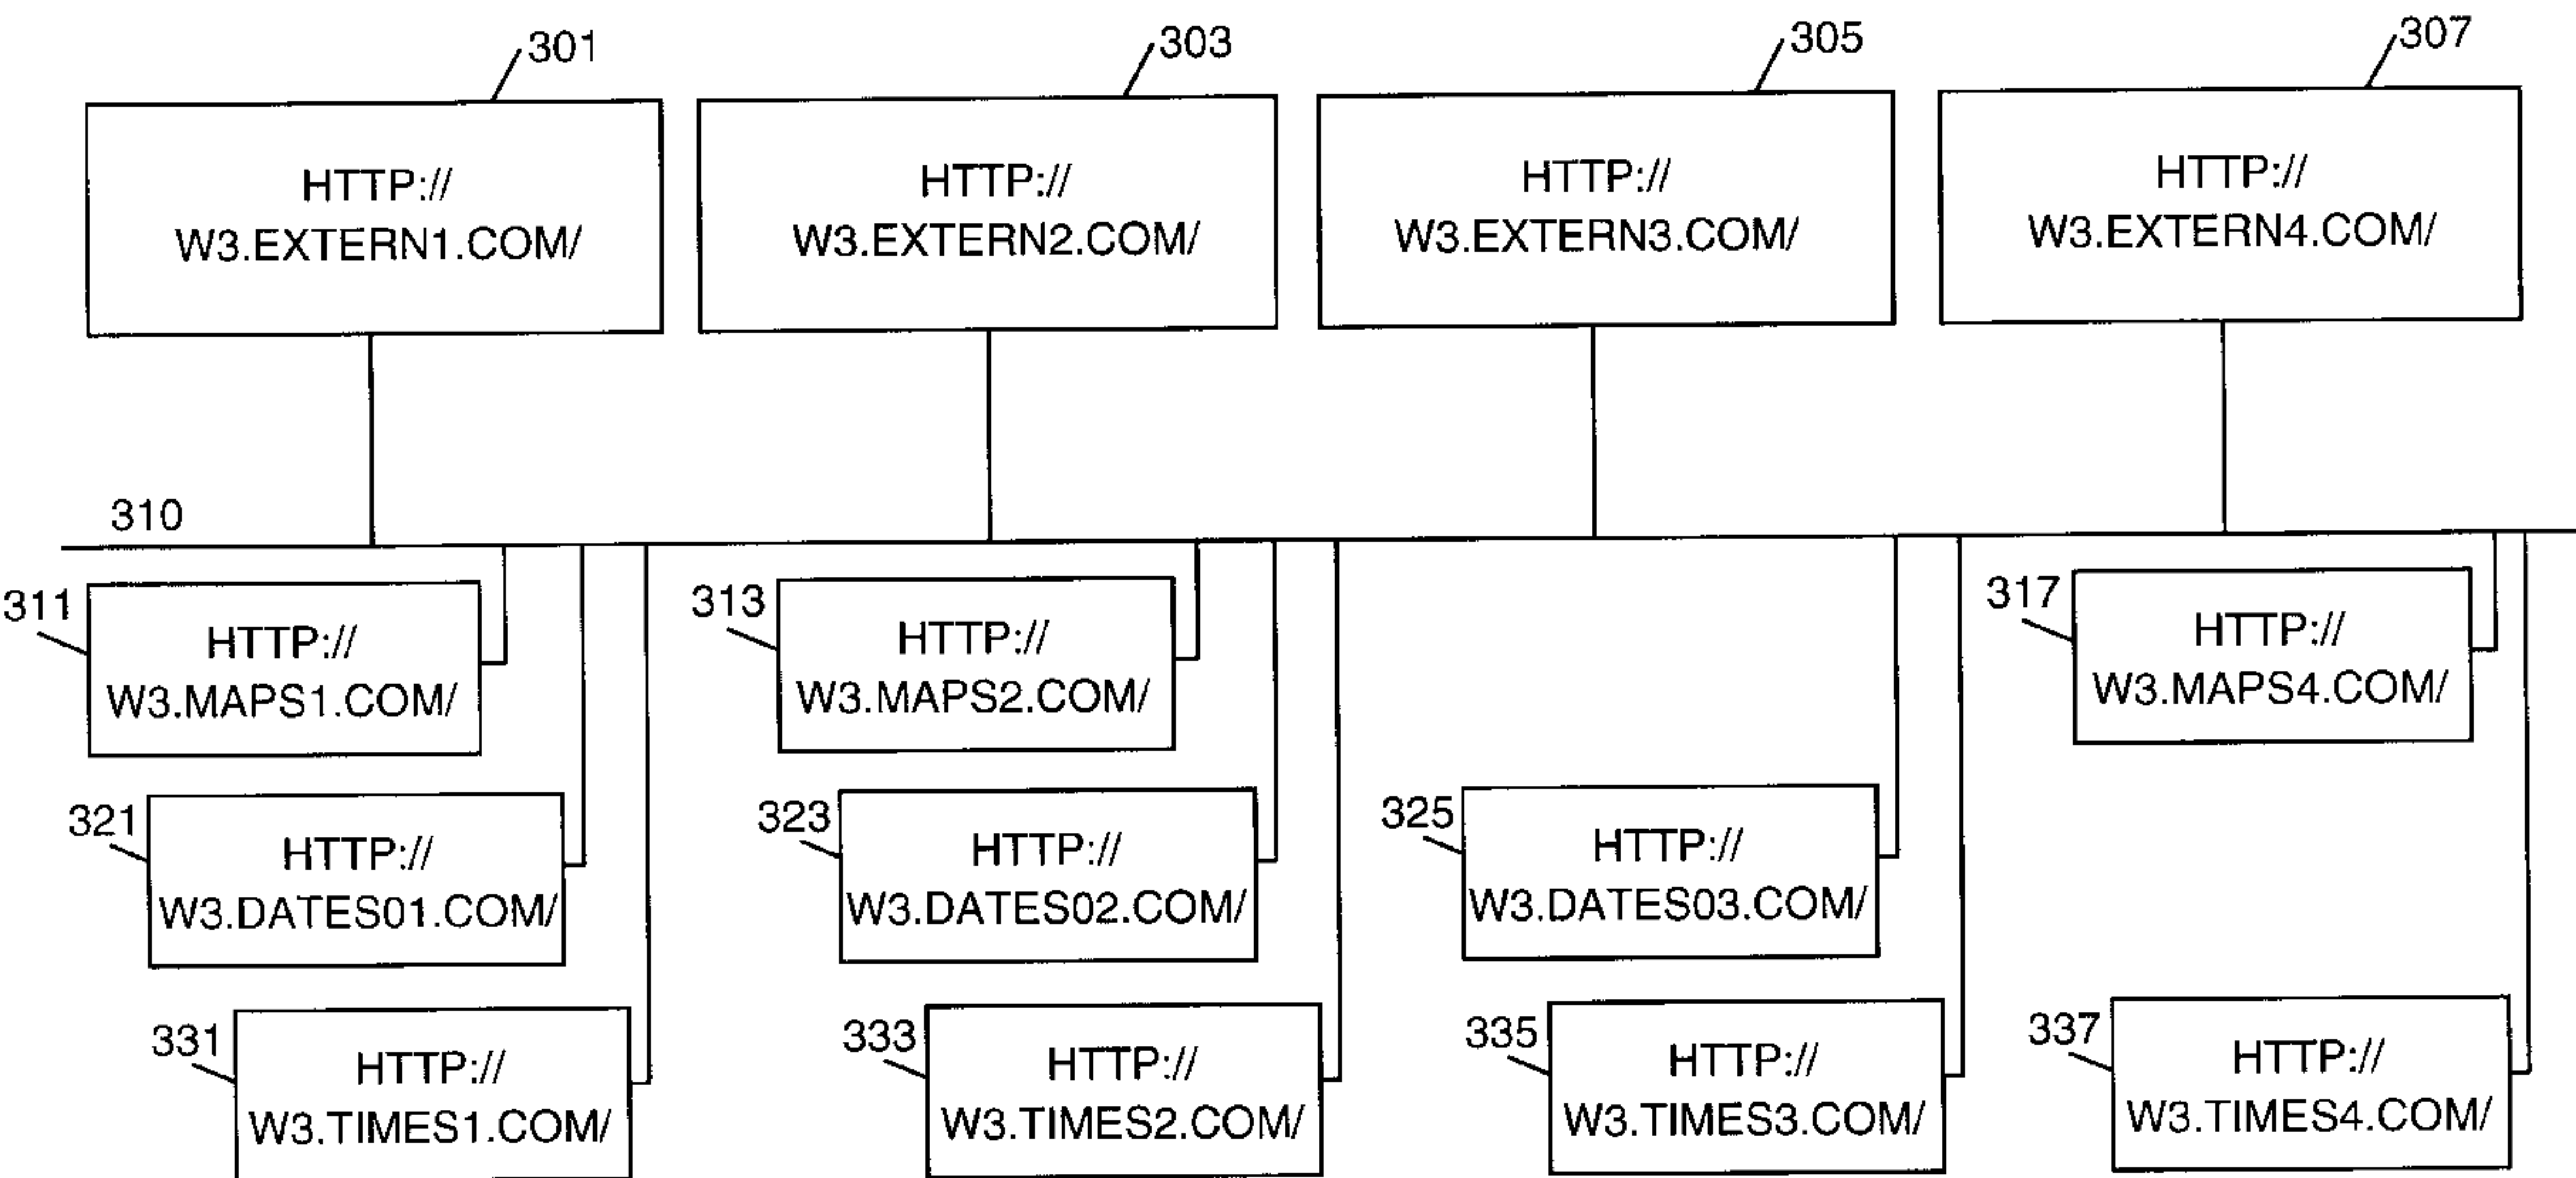 301
303
305
307
HTTP://
W3.EXTERN1.COM/
HTTP://
W3.EXTERN2.COM/
HTTP://
W3.EXTERN3.COM/
HTTP://
W3.EXTERN4.COM/
310
311
HTTP://
W3.MAPS1.COM/
313
HTTP://
W3.MAPS2.COM/
317
HTTP://
W3.MAPS4.COM/
321
HTTP://
W3.DATES01.COM/
323
HTTP://
W3.DATES02.COM/
325
HTTP://
W3.DATES03.COM/
331
HTTP://
W3.TIMES1.COM/
333
HTTP://
W3.TIMES2.COM/
335
HTTP://
W3.TIMES3.COM/
337
HTTP://
W3.TIMES4.COM/